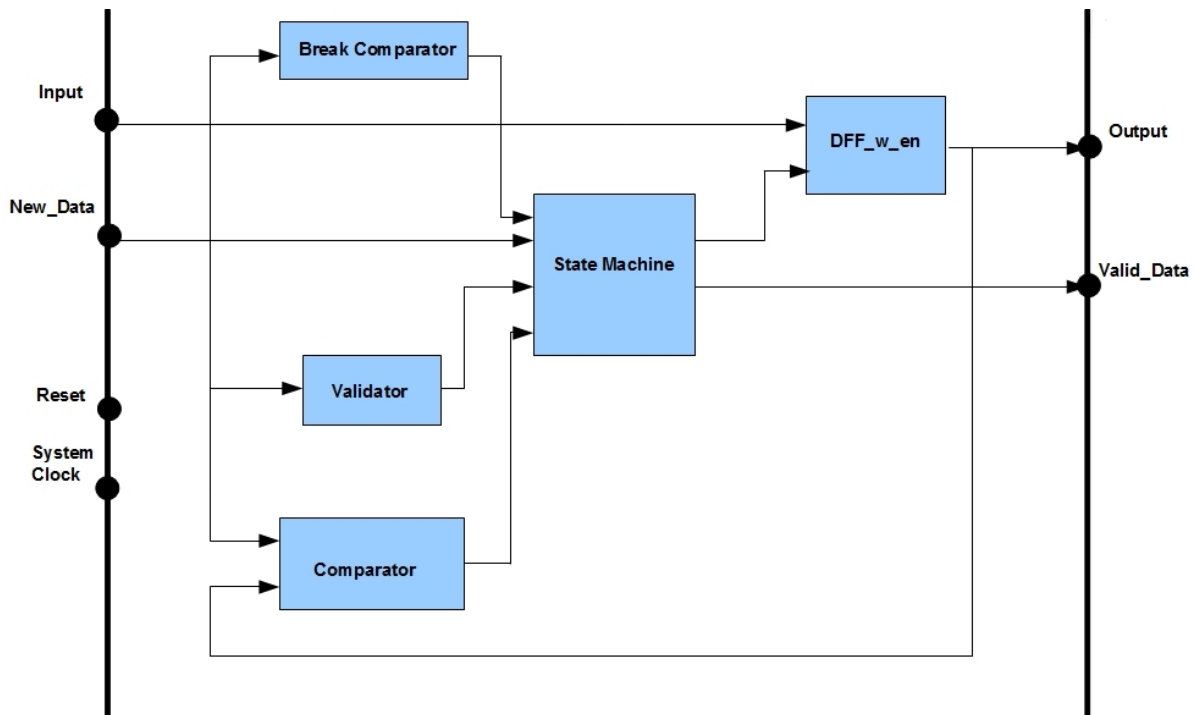 Break Comparator
Input
DFF_w_en
Output
New_Data
State Machine
Valid_Data
Validator
Reset
System
Clock
Comparator